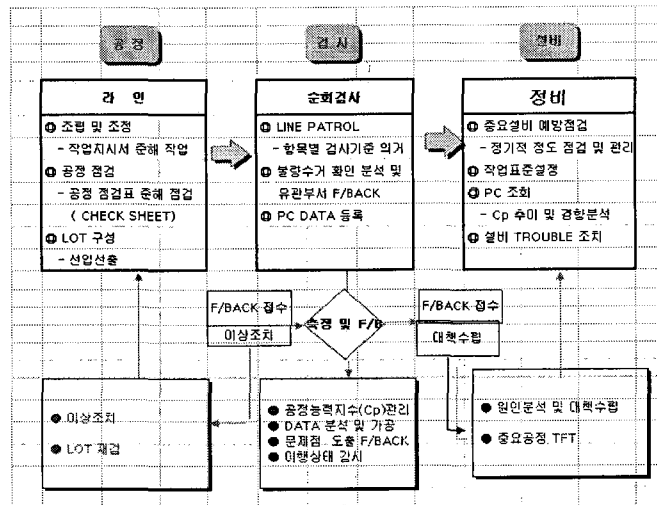 공정
검사
설비
라 인
조립 및 조정
- 작업지시서 준해 작업
공정 점검
- 공정 점검표 준해 점검
( CHECK SHEET)
LOT 구성
- 선입선출
순회검사
LINE PATROL
- 항목별 검사기준 의거
불량수거 확인 분석 및
유관부서 F/BACK
PC DATA 등록
정비
중요설비 예방점검
- 정기적 정도 점검 및 관리
작업표준설정
PC 조회
- Cp 추이 및 경향분석
설비 TROUBLE 조치
F/BACK 접수
이상조치
측정 및 F/B
F/BACK 접수
대책수립
이상조치
LOT 재검
공정능력지수(Cp)관리
DATA 분석 및 가공
문제점 도출 F/BACK
이행상태 감시
원인분석 및 대책수립
중요공정 TFT